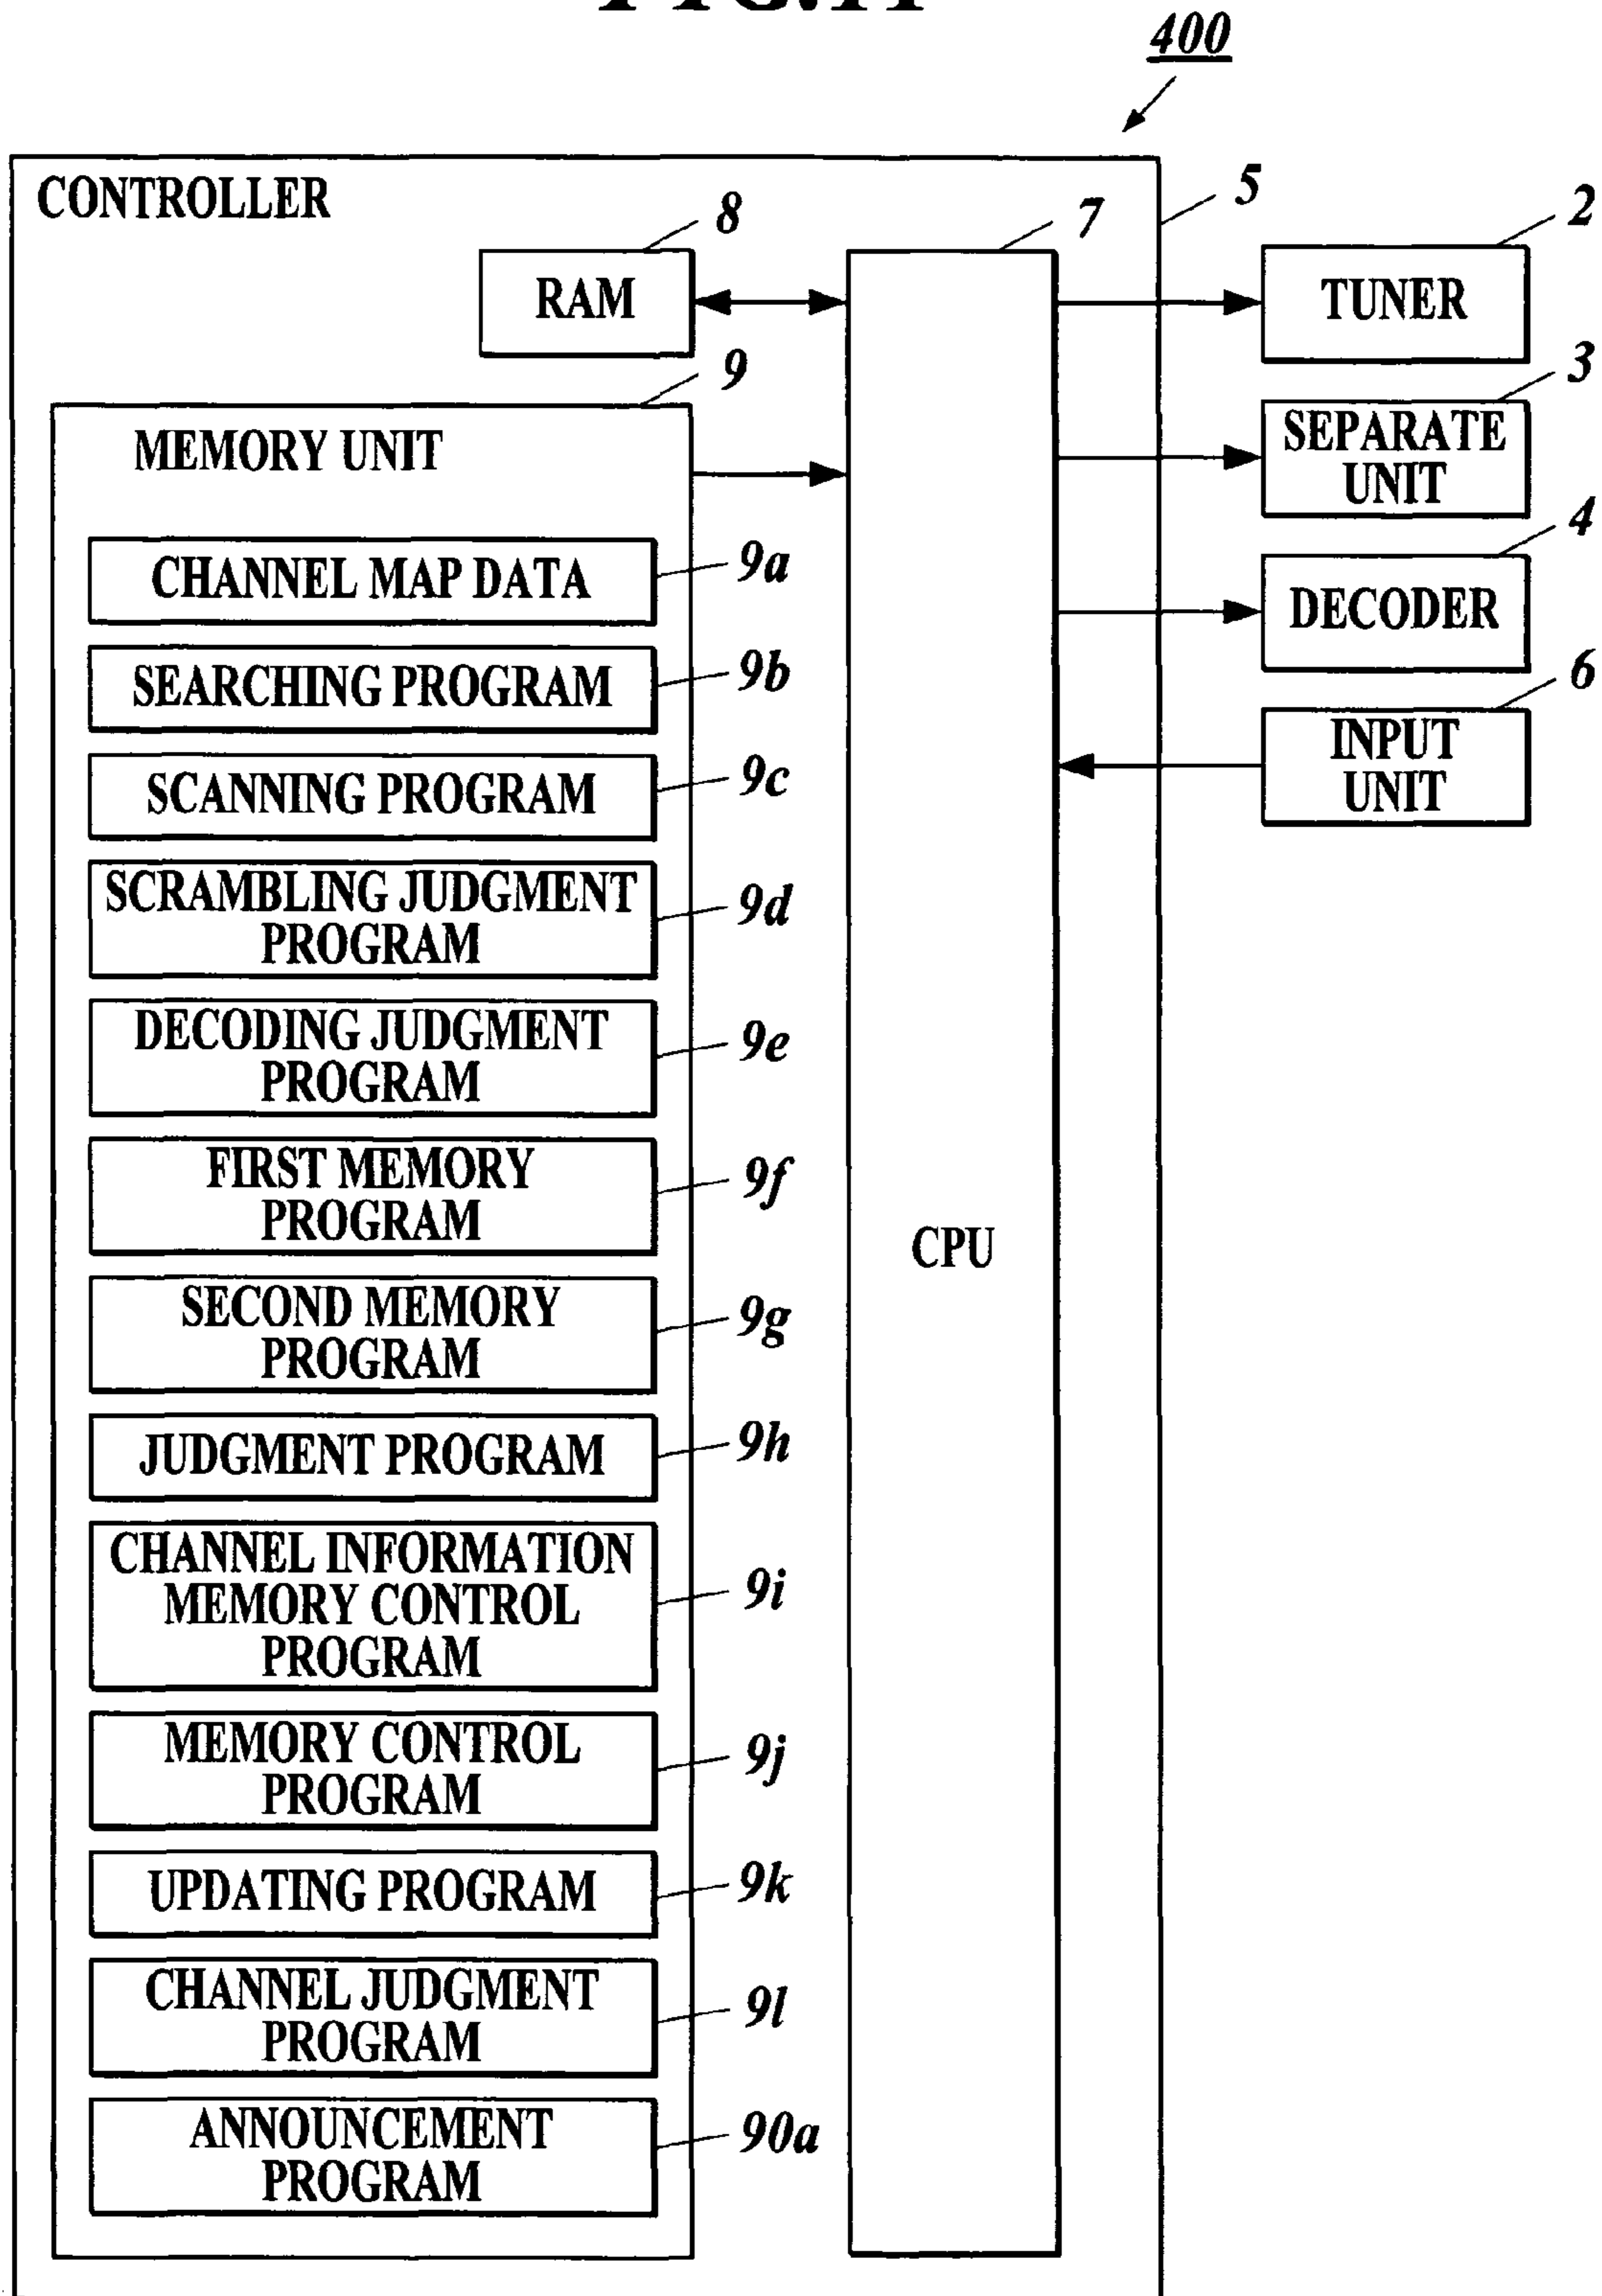 400
CONTROLLER
5
8
7
2
RAM
TUNER
9
3
MEMORY UNIT
SEPARATE
UNIT
4
CHANNEL MAP DATA
9a
DECODER
SEARCHING PROGRAM
9b
6
SCANNING PROGRAM
9c
INPUT
UNIT
SCRAMBLING JUDGMENT
PROGRAM
9d
DECODING JUDGMENT
PROGRAM
9e
FIRST MEMORY
PROGRAM
9f
CPU
SECOND MEMORY
PROGRAM
9g
JUDGMENT PROGRAM
9h
CHANNEL INFORMATION
MEMORY CONTROL
PROGRAM
9i
MEMORY CONTROL
PROGRAM
9j
UPDATING PROGRAM
9k
CHANNEL JUDGMENT
PROGRAM
9l
ANNOUNCEMENT
PROGRAM
90a